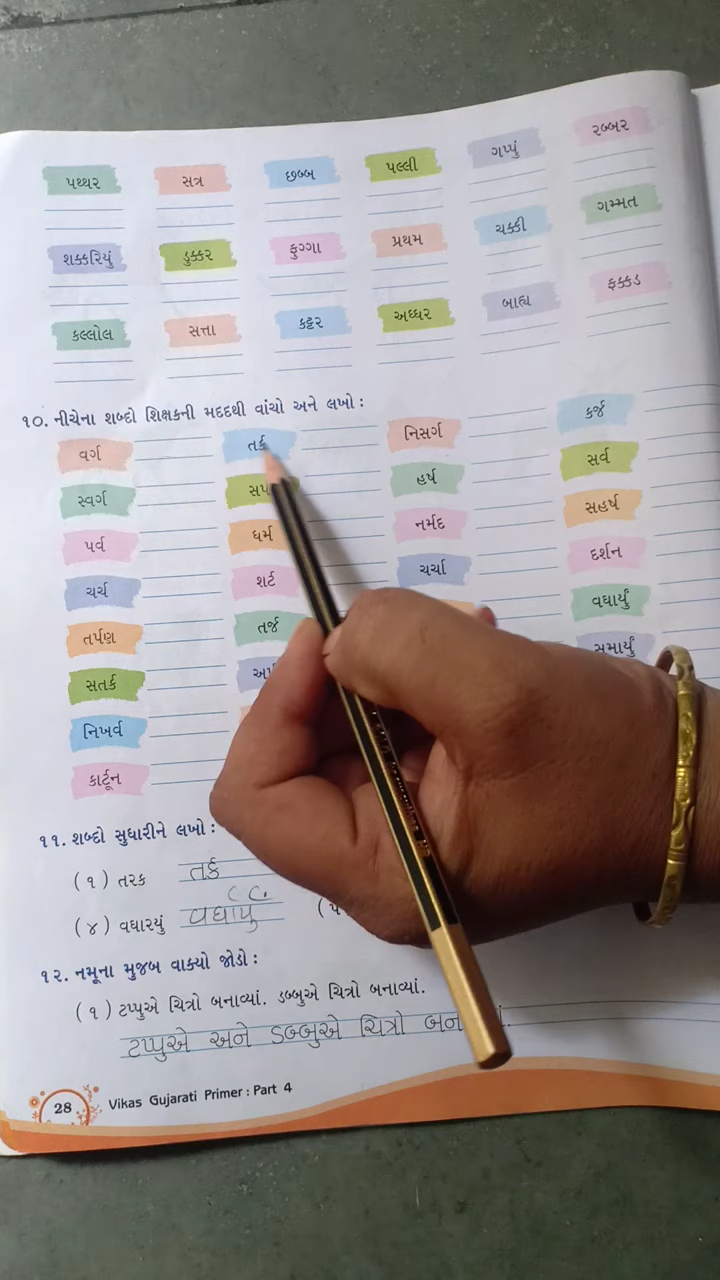 પથ્થર સત્ર છબ્બ પલ્લી ગપ્પું રબ્બર
શક્કરિયું ડુક્કર ફુગ્ગા પ્રથમ ચક્કી ગમ્મત
કલ્લોલ સત્તા કટ્ટર અધ્ધર બાહ્ય ફક્કડ
૧૦. નીચેના શબ્દો શિક્ષકની મદદથી વાંચો અને લખો :
વર્ગ તર્ક નિસર્ગ કર્જ
સ્વર્ગ હર્ષ સર્વ
પર્વ ધર્મ નર્મદ સહર્ષ
ચર્ચ શર્ટ ચર્ચા દર્શન
તર્પણ તર્જ વઘાર્યું
સતર્ક સમાર્યું
નિખર્વ
કાર્ટૂન
૧૧. શબ્દો સુધારીને લખો :
(૧) તરક તર્ક
(૪) વઘારયું વઘાર્યું
૧૨. નમૂના મુજબ વાક્યો જોડો :
(૧) ટપ્પુએ ચિત્રો બનાવ્યાં. ડબ્બુએ ચિત્રો બનાવ્યાં.
ટપ્પુએ અને ડબ્બુએ ચિત્રો
28 Vikas Gujarati Primer : Part 4